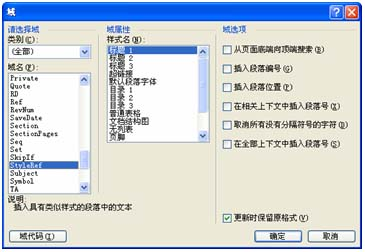 域
请选择域
类别(C):
(全部)
域名(F):
Private
Quote
RD
Ref
RevNum
SaveDate
Section
SectionPages
Seq
Set
SkipIf
StyleRef
Subject
Symbol
TA
域属性
样式名(N):
标题 1
标题 2
标题 3
超链接
默认段落字体
目录 1
目录 2
目录 3
普通表格
文档结构图
无列表
页脚
域选项
从页面底端向顶端搜索(B)
插入段落编号(G)
插入段落位置(P)
在相关上下文中插入段落号(X)
取消所有没有分隔符号的字符(D)
在全部上下文中插入段落号(S)
更新时保留原格式(V)
说明:
插入具有类似样式的段落中的文本
域代码(I)
确定
取消